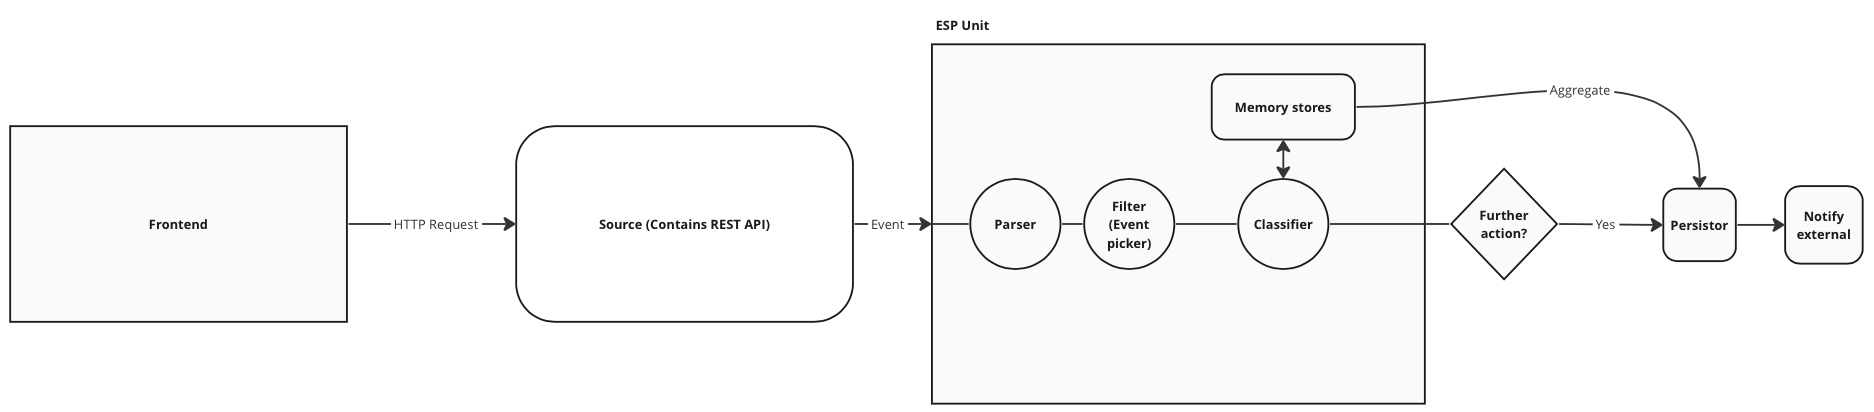 ESP Unit
Memory stores
Aggregate
Frontend
HTTP Request
Source (Contains REST API)
Event
Parser
Filter
(Event
picker)
Classifier
Further
action?
Yes
Persistor
Notify
external